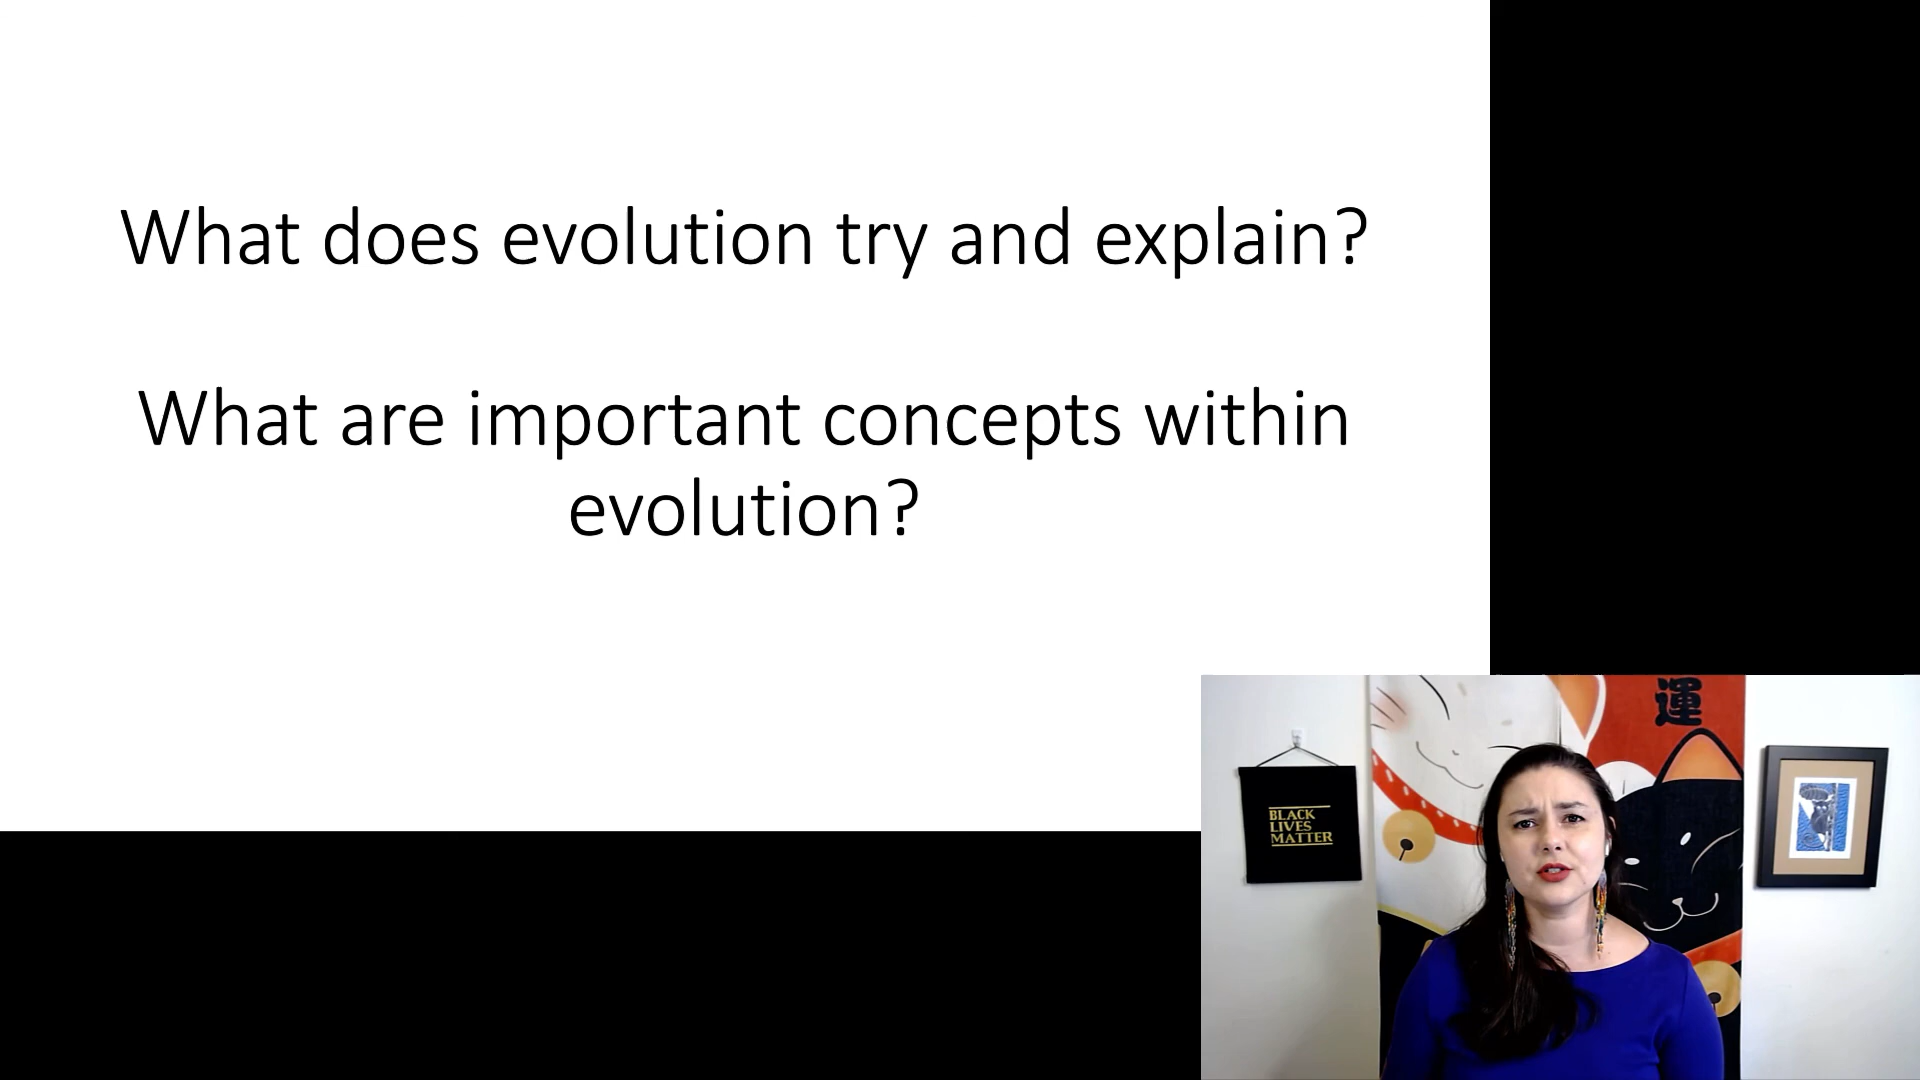 What does evolution try and explain?
What are important concepts within
evolution?
運
BLACK
LIVES
MATTER